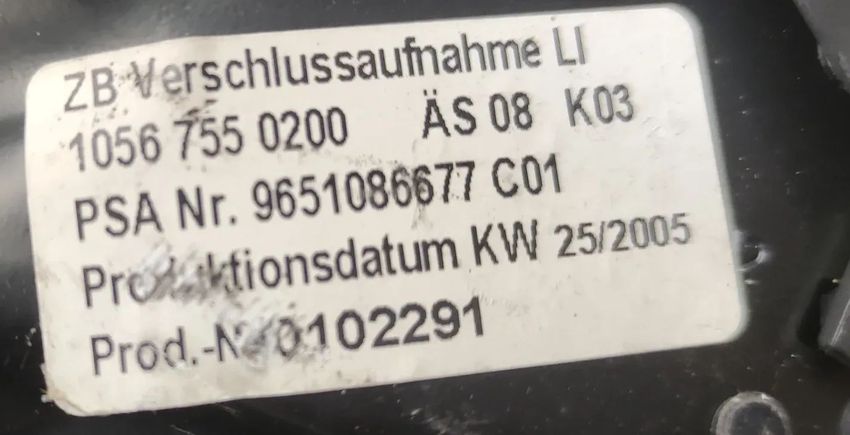 ZB Verschlussaufnahme LI
1056 755 0200 ÄS 08 K03
PSA Nr. 9651086677 C01
Produktionsdatum KW 25/2005
Prod.-Nr 0102291